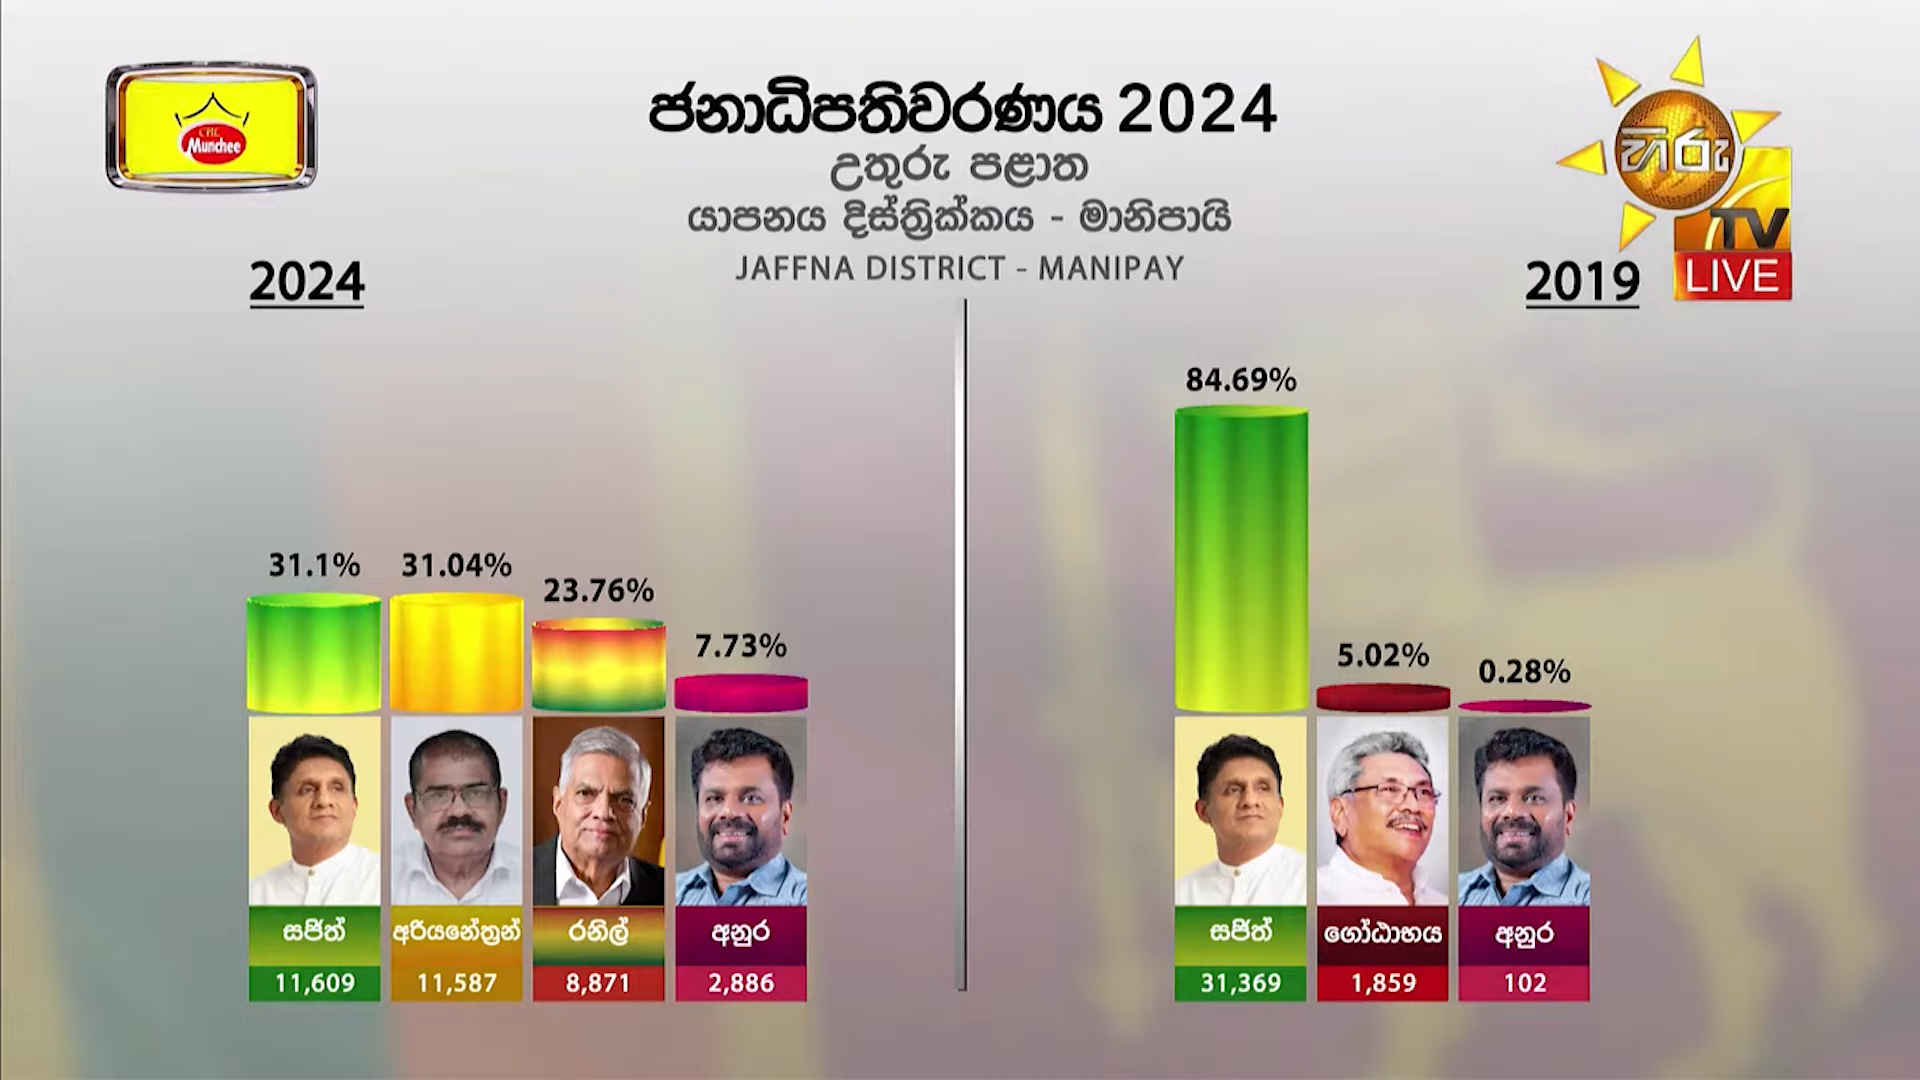 CBL
Munchee
ජනාධිපතිවරණය 2024
උතුරු පළාත
යාපනය දිස්ත්‍රික්කය - මානිපායි
JAFFNA DISTRICT - MANIPAY
හිරු
TV
LIVE
2024
31.1%
31.04%
23.76%
7.73%
සජිත්
අරියනේත්‍රන්
රනිල්
අනුර
11,609
11,587
8,871
2,886
2019
84.69%
5.02%
0.28%
සජිත්
ගෝඨාභය
අනුර
31,369
1,859
102